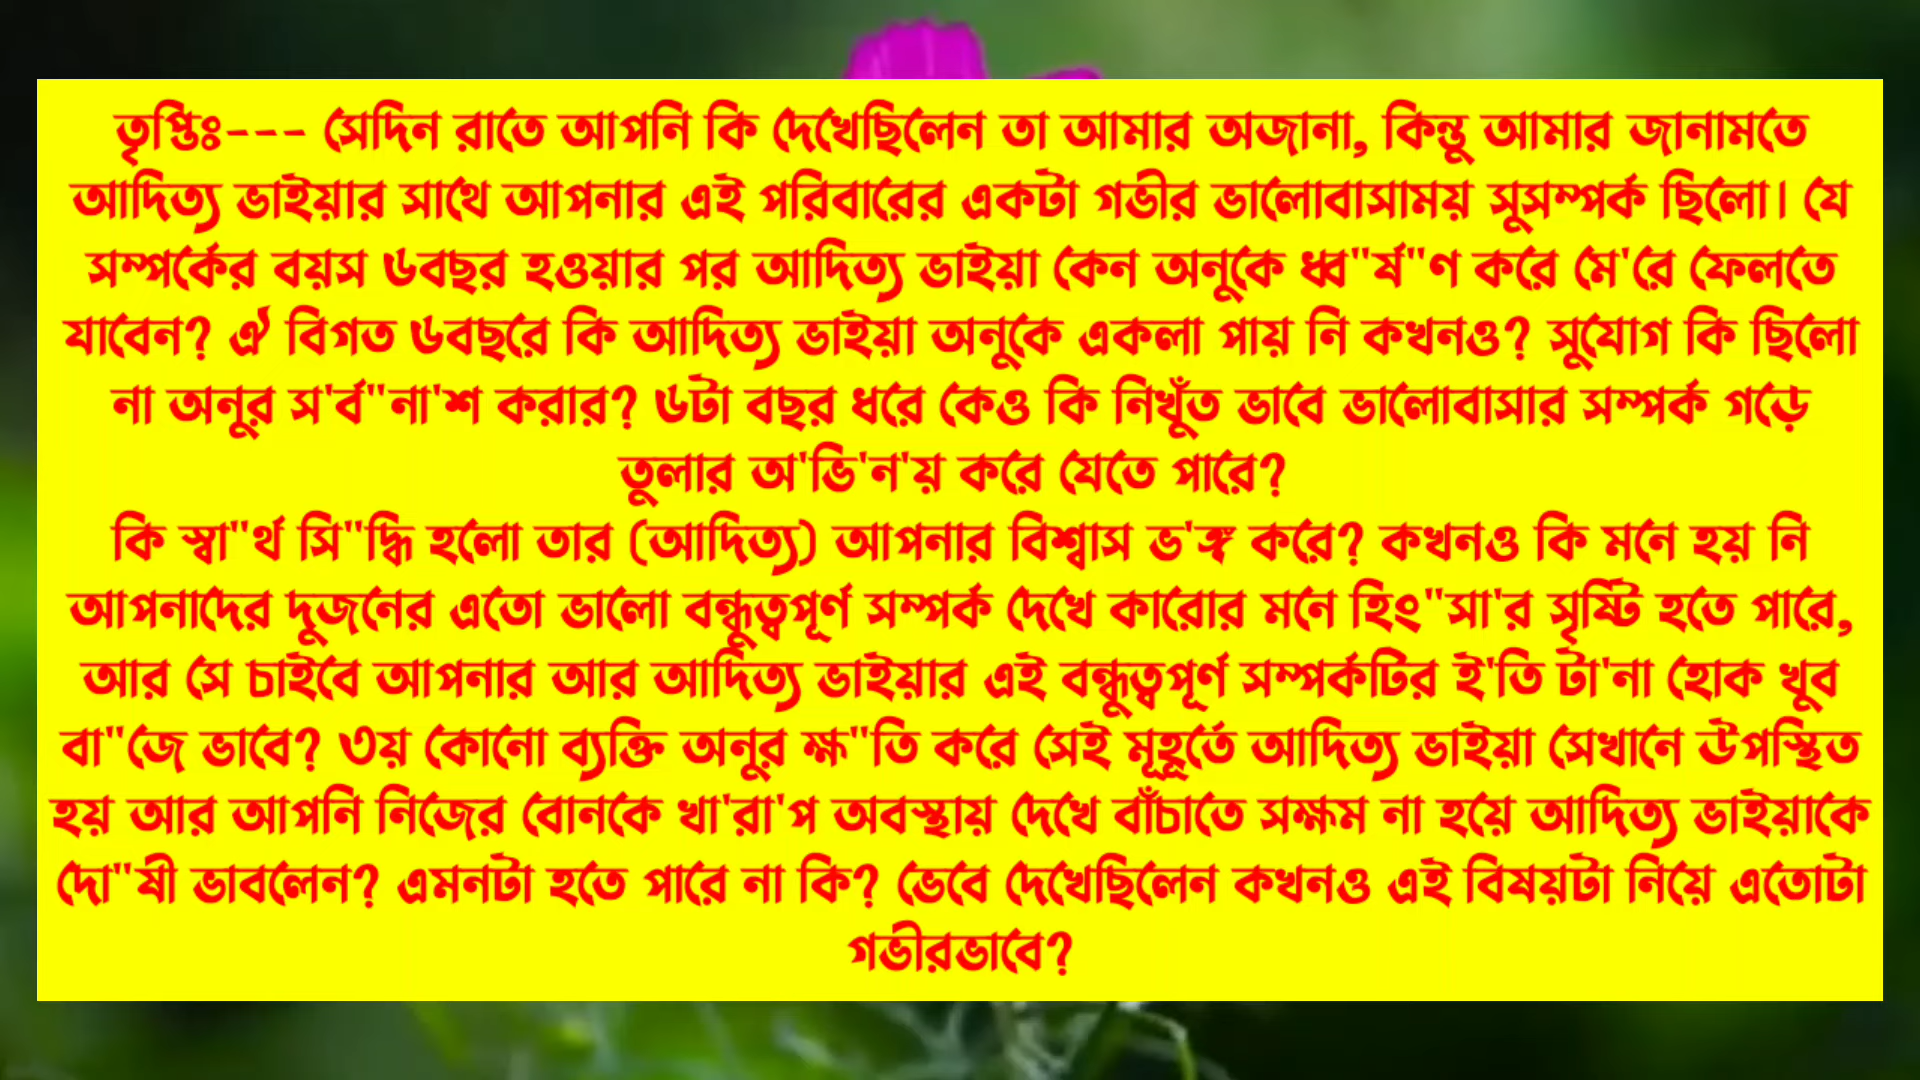 তৃপ্তিঃ--- সেদিন রাতে আপনি কি দেখেছিলেন তা আমার অজানা, কিন্তু আমার জানামতে
আদিত্য ভাইয়ার সাথে আপনার এই পরিবারের একটা গভীর ভালোবাসাময় সুসম্পর্ক ছিলো। যে
সম্পর্কের বয়স ৬বছর হওয়ার পর আদিত্য ভাইয়া কেন অনুকে ধ্ব"র্ষ"ণ করে মে'রে ফেলতে
যাবেন? ঐ বিগত ৬বছরে কি আদিত্য ভাইয়া অনুকে একলা পায় নি কখনও? সুযোগ কি ছিলো
না অনুর স'র্ব"না'শ করার? ৬টা বছর ধরে কেও কি নিখুঁত ভাবে ভালোবাসার সম্পর্ক গড়ে
তুলার অ'ভি'ন'য় করে যেতে পারে?
কি স্বা"র্থ সি"দ্ধি হলো তার (আদিত্য) আপনার বিশ্বাস ভ'ঙ্গ করে? কখনও কি মনে হয় নি
আপনাদের দুজনের এতো ভালো বন্ধুত্বপূর্ণ সম্পর্ক দেখে কারোর মনে হিং"সা'র সৃষ্টি হতে পারে,
আর সে চাইবে আপনার আর আদিত্য ভাইয়ার এই বন্ধুত্বপূর্ণ সম্পর্কটির ই'তি টা'না হোক খুব
বা"জে ভাবে? ৩য় কোনো ব্যক্তি অনুর ক্ষ"তি করে সেই মূহূর্তে আদিত্য ভাইয়া সেখানে উপস্থিত
হয় আর আপনি নিজের বোনকে খা'রা'প অবস্থায় দেখে বাঁচাতে সক্ষম না হয়ে আদিত্য ভাইয়াকে
দো"ষী ভাবলেন? এমনটা হতে পারে না কি? ভেবে দেখেছিলেন কখনও এই বিষয়টা নিয়ে এতোটা
গভীরভাবে?